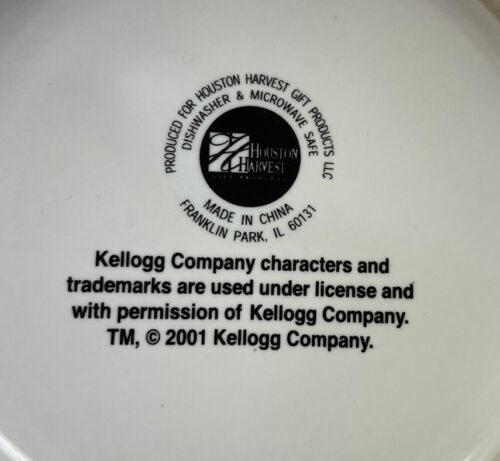 PRODUCED FOR HOUSTON HARVEST GIFT PRODUCTS LLC
DISHWASHER & MICROWAVE SAFE
HOUSTON
HARVEST
GIFT PRODUCTS
MADE IN CHINA
FRANKLIN PARK, IL 60131
Kellogg Company characters and
trademarks are used under license and
with permission of Kellogg Company.
TM, © 2001 Kellogg Company.